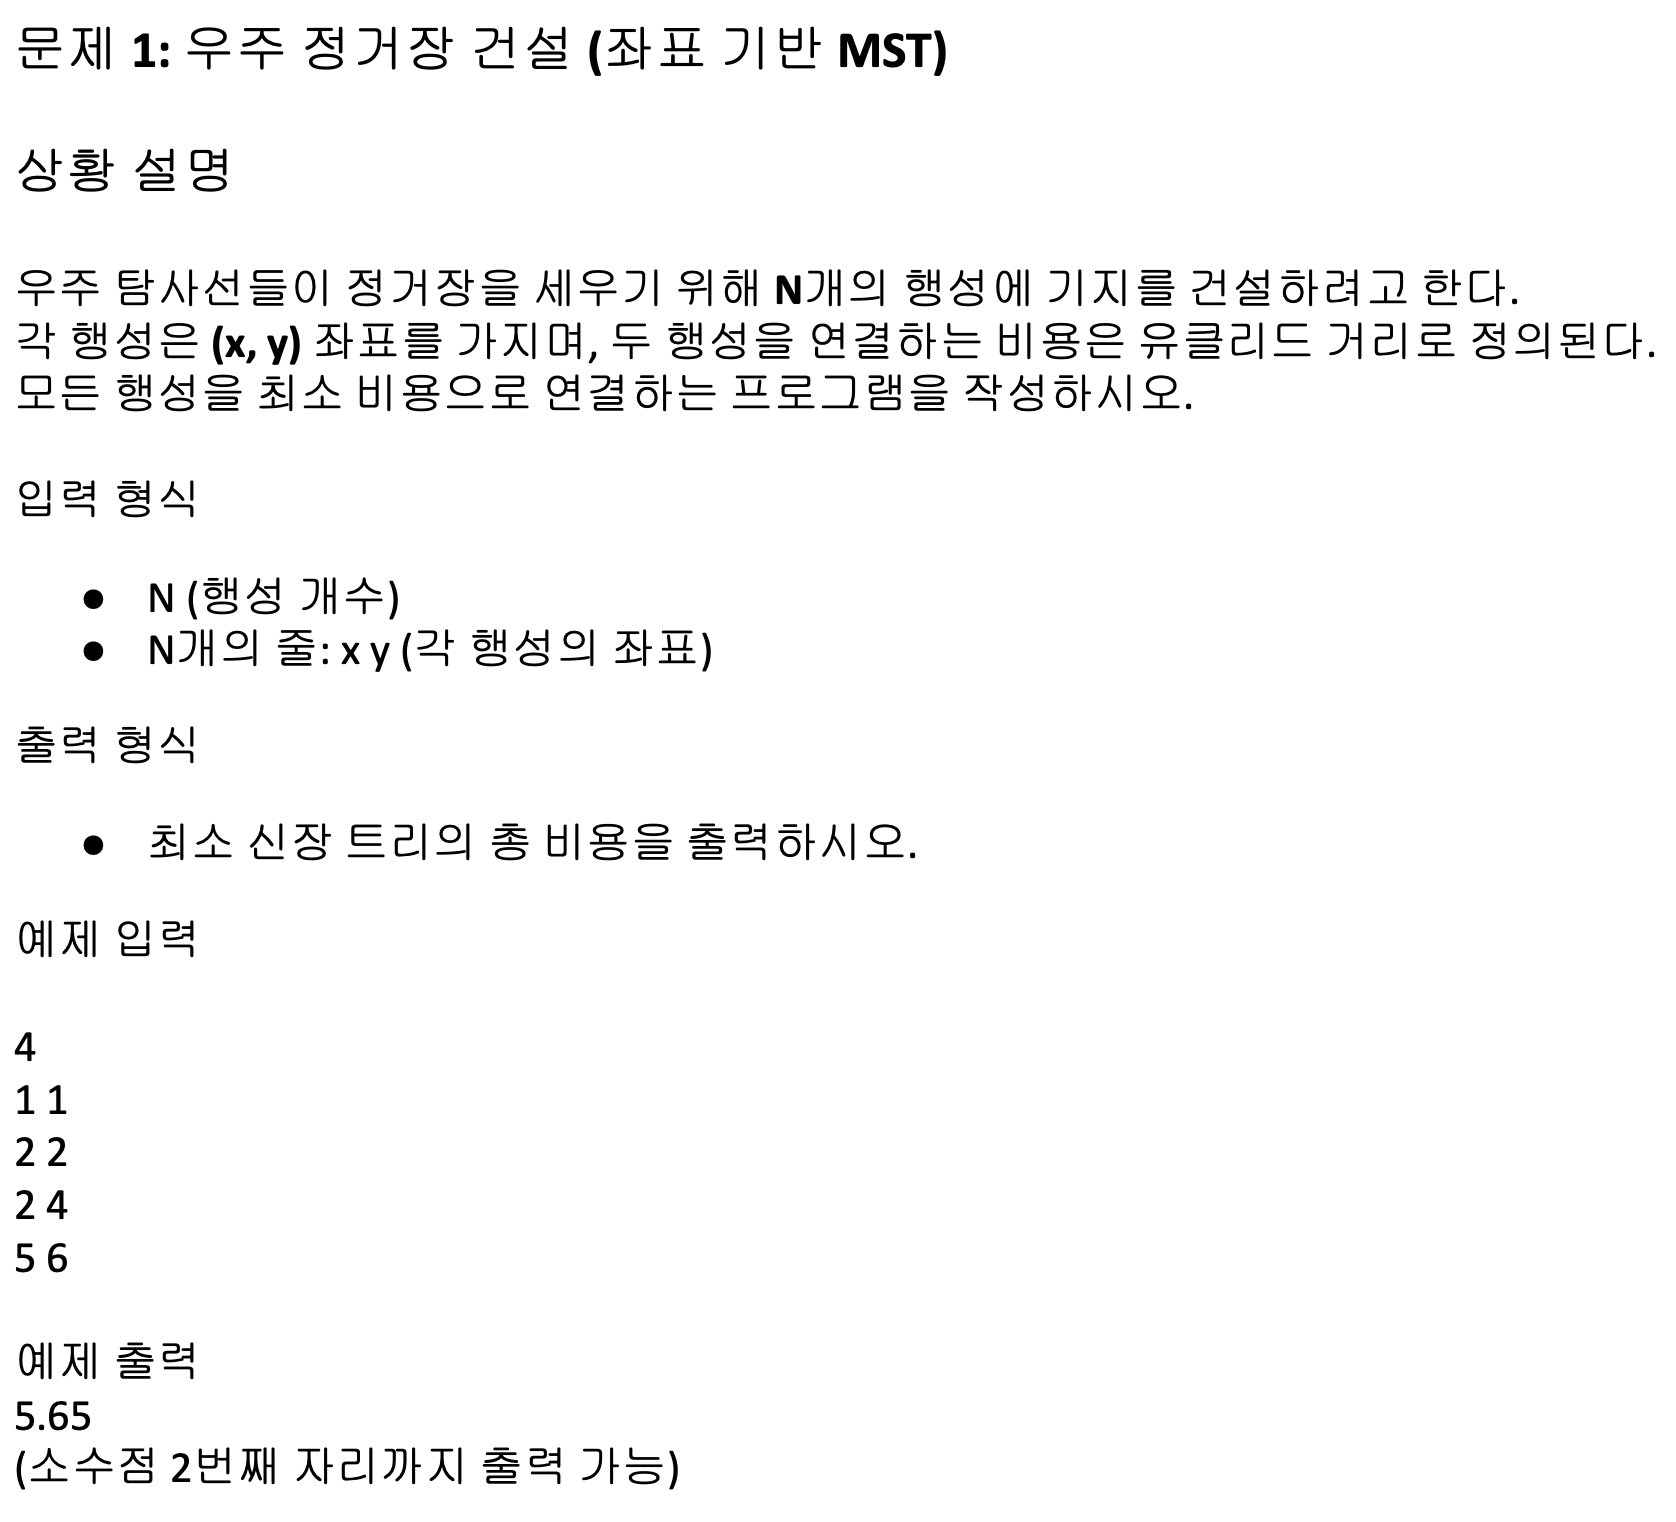 문제 1: 우주 정거장 건설 (좌표 기반 MST)
상황 설명
우주 탐사선들이 정거장을 세우기 위해 N개의 행성에 기지를 건설하려고 한다.
각 행성은 (x, y) 좌표를 가지며, 두 행성을 연결하는 비용은 유클리드 거리로 정의된다.
모든 행성을 최소 비용으로 연결하는 프로그램을 작성하시오.
입력 형식
● N (행성 개수)
● N개의 줄: x y (각 행성의 좌표)
출력 형식
● 최소 신장 트리의 총 비용을 출력하시오.
예제 입력
4
1 1
2 2
2 4
5 6
예제 출력
5.65
(소수점 2번째 자리까지 출력 가능)